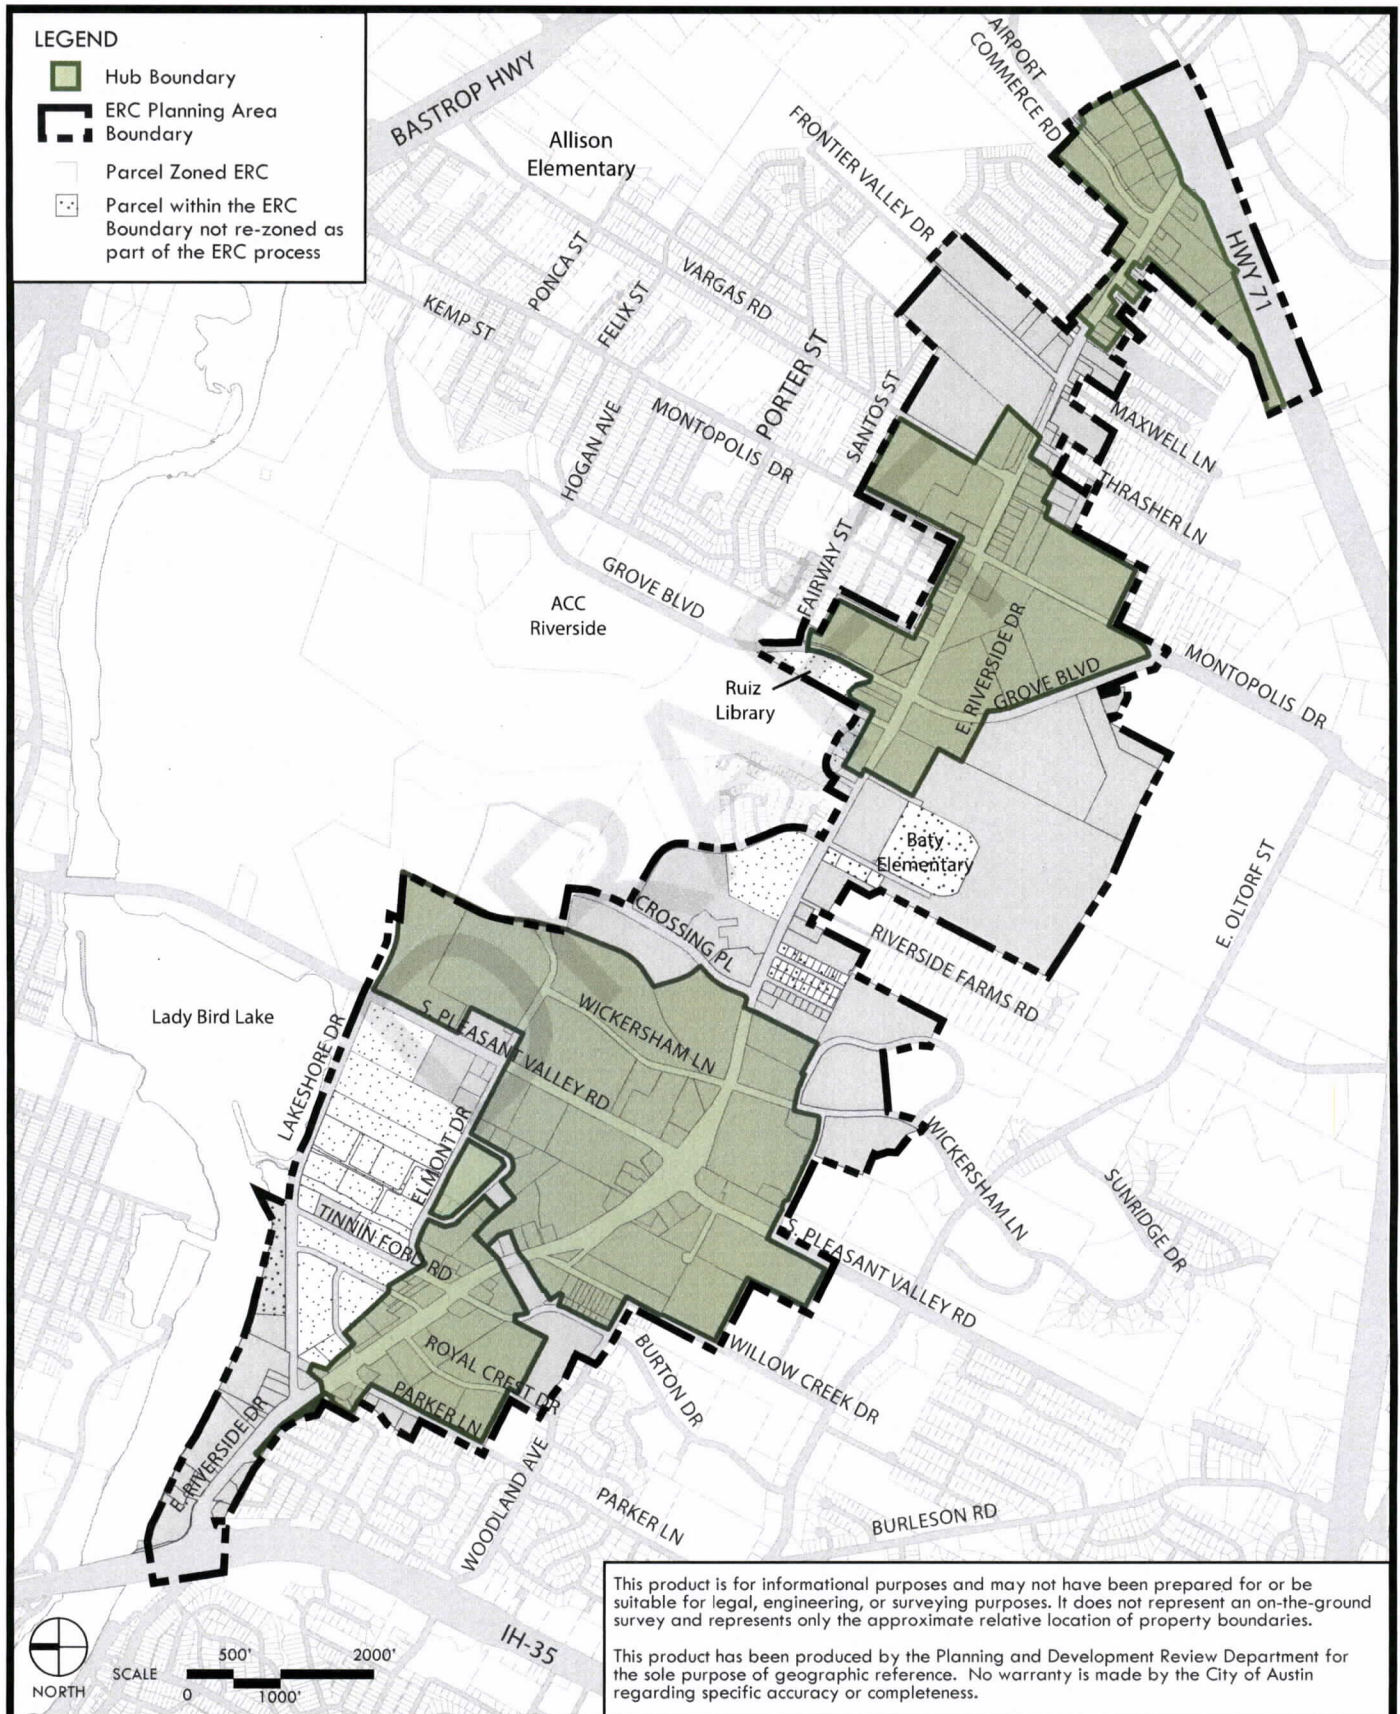 LEGEND
Hub Boundary
ERC Planning Area
Boundary
Parcel Zoned ERC
Parcel within the ERC
Boundary not re-zoned as
part of the ERC process
BASTROP HWY
AIRPORT
COMMERCE RD
Allison
Elementary
FRONTIER VALLEY DR
HWY 71
PONCA ST
VARGAS RD
KEMP ST
FELIX ST
PORTER ST
SANTOS ST
HOGAN AVE
MONTOPOLIS DR
MAXWELL LN
THRASHER LN
FAIRWAY ST
GROVE BLVD
ACC
Riverside
E. RIVERSIDE DR
GROVE BLVD
MONTOPOLIS DR
Ruiz
Library
DRAFT
Baty
Elementary
E. OLTORF ST
CROSSING PL
RIVERSIDE FARMS RD
Lady Bird Lake
LAKESHORE DR
S. PLEASANT VALLEY RD
WICKERSHAM LN
ELMONT DR
WICKERSHAM LN
SUNRIDGE DR
TINNIN FORD RD
S. PLEASANT VALLEY RD
ROYAL CREST DR
PARKER LN
BURTON DR
WILLOW CREEK DR
E. RIVERSIDE DR
WOODLAND AVE
PARKER LN
BURLESON RD
IH-35
NORTH
SCALE
500'
2000'
0
1000'
This product is for informational purposes and may not have been prepared for or be
suitable for legal, engineering, or surveying purposes. It does not represent an on-the-ground
survey and represents only the approximate relative location of property boundaries.
This product has been produced by the Planning and Development Review Department for
the sole purpose of geographic reference. No warranty is made by the City of Austin
regarding specific accuracy or completeness.